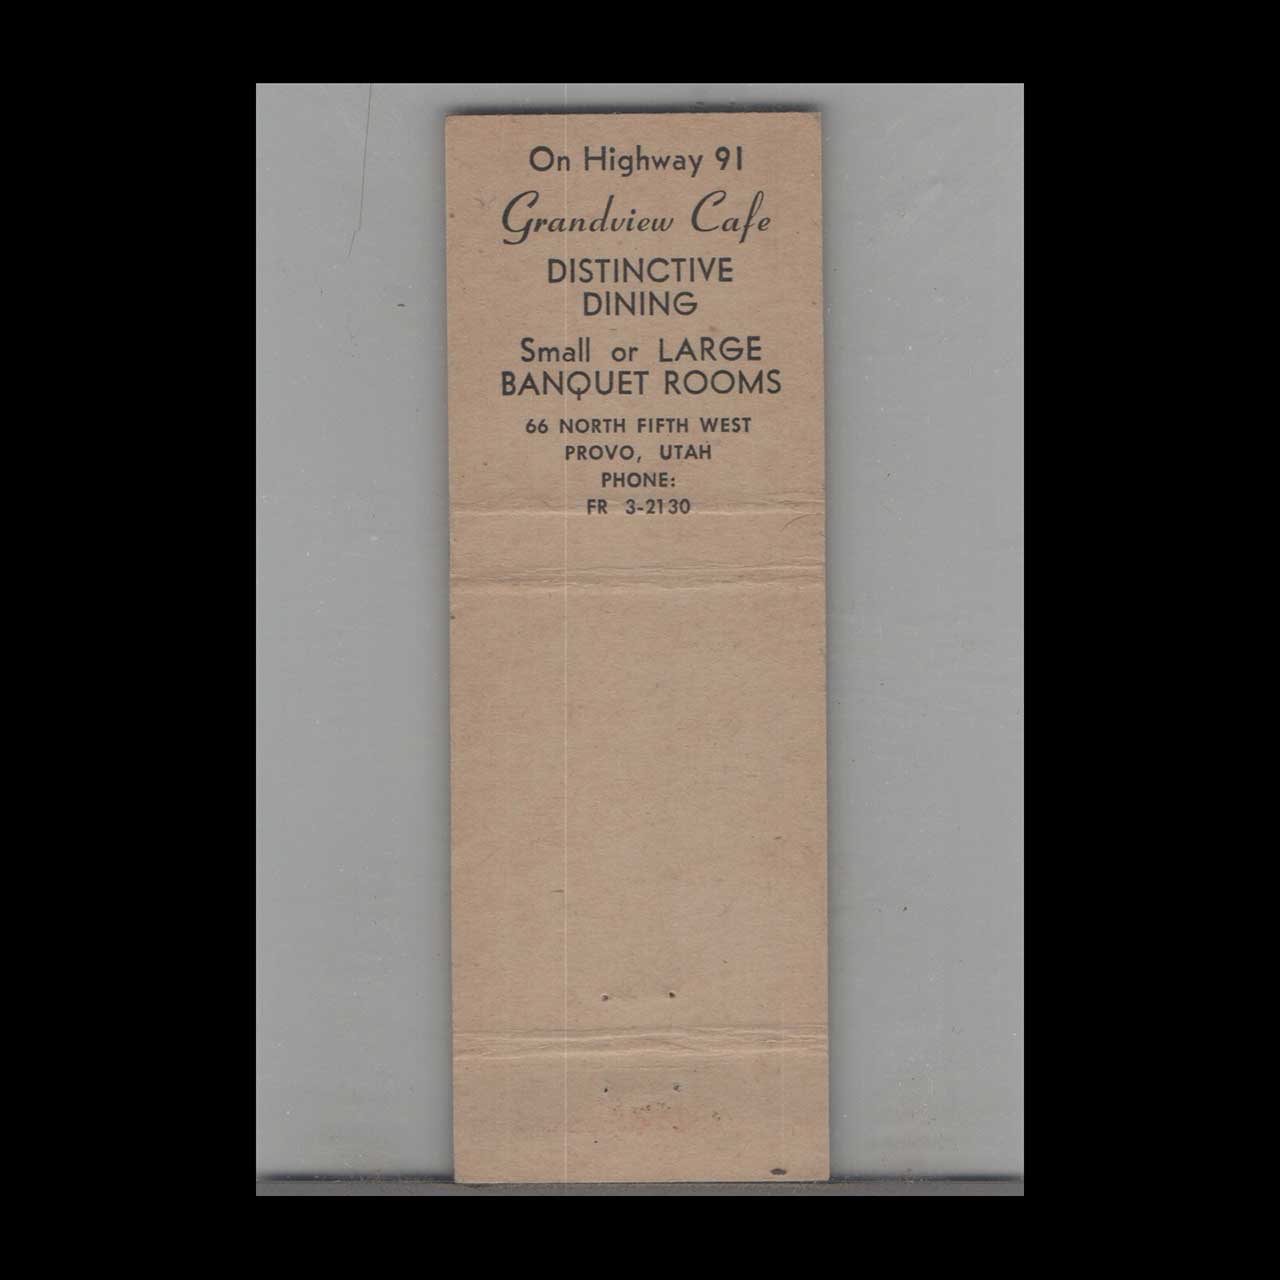 On Highway 91
Grandview Cafe
DISTINCTIVE
DINING
Small or LARGE
BANQUET ROOMS
66 NORTH FIFTH WEST
PROVO, UTAH
PHONE:
FR 3-2130